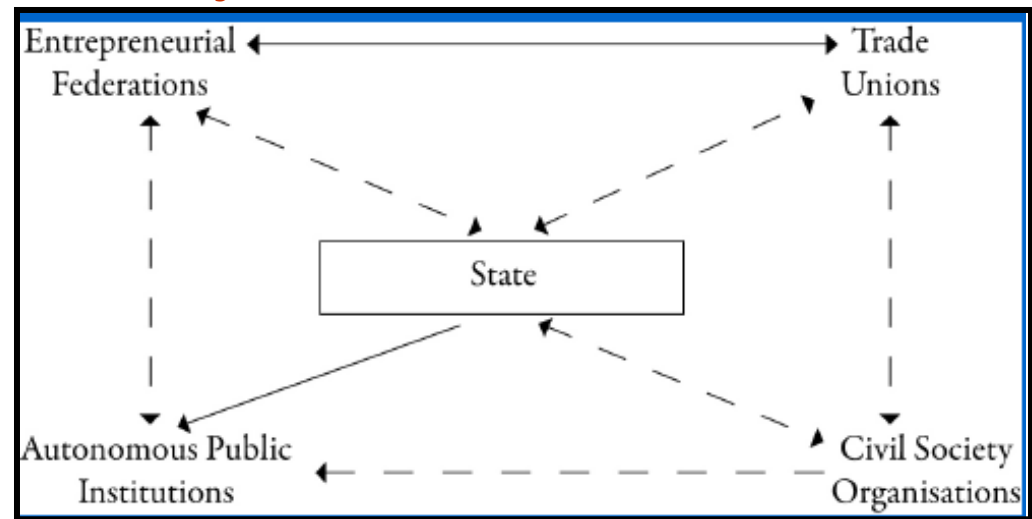 Entrepreneurial
Federations
Trade
Unions
State
Autonomous Public
Institutions
Civil Society
Organisations